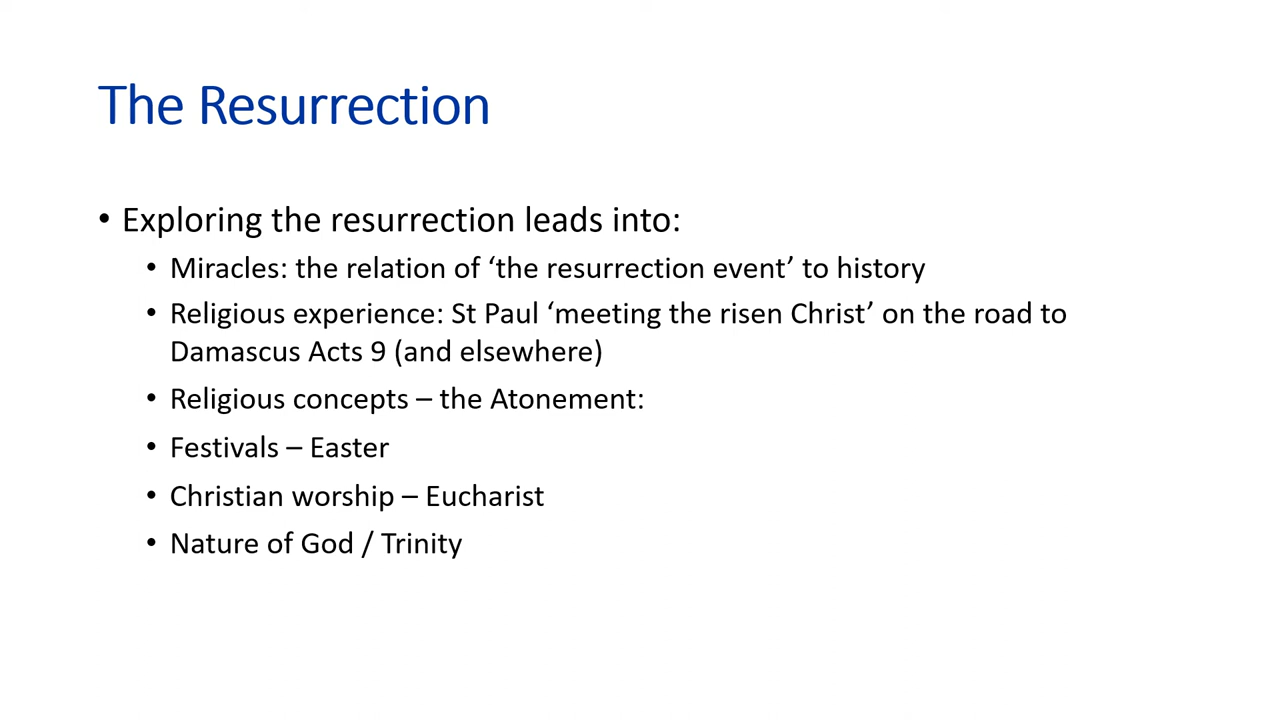 The Resurrection
• Exploring the resurrection leads into:
• Miracles: the relation of ‘the resurrection event’ to history
• Religious experience: St Paul ‘meeting the risen Christ’ on the road to
Damascus Acts 9 (and elsewhere)
• Religious concepts – the Atonement:
• Festivals – Easter
• Christian worship – Eucharist
• Nature of God / Trinity